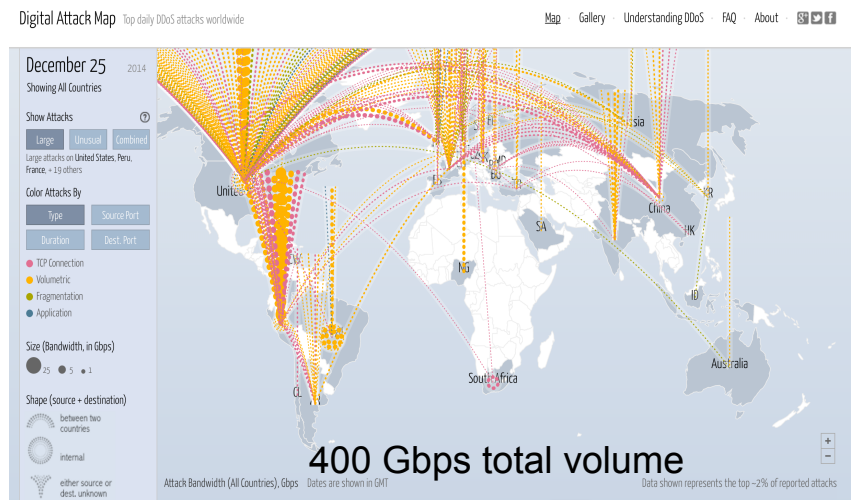 Digital Attack Map Top daily DDoS attacks worldwide
Map · Gallery · Understanding DDoS · FAQ · About
December 25 2014
Showing All Countries
Show Attacks ?
Large Unusual Combined
Large attacks on United States, Peru,
France, + 19 others
Color Attacks By
Type Source Port
Duration Dest. Port
TCP Connection
Volumetric
Fragmentation
Application
Size (Bandwidth, in Gbps)
25 5 1
Shape (source + destination)
between two
countries
internal
either source or
dest. unknown
United
China
KR
HK
SA
NG
ID
CL
South Africa
Australia
400 Gbps total volume
Attack Bandwidth (All Countries), Gbps Dates are shown in GMT
Data shown represents the top ~2% of reported attacks
+
−